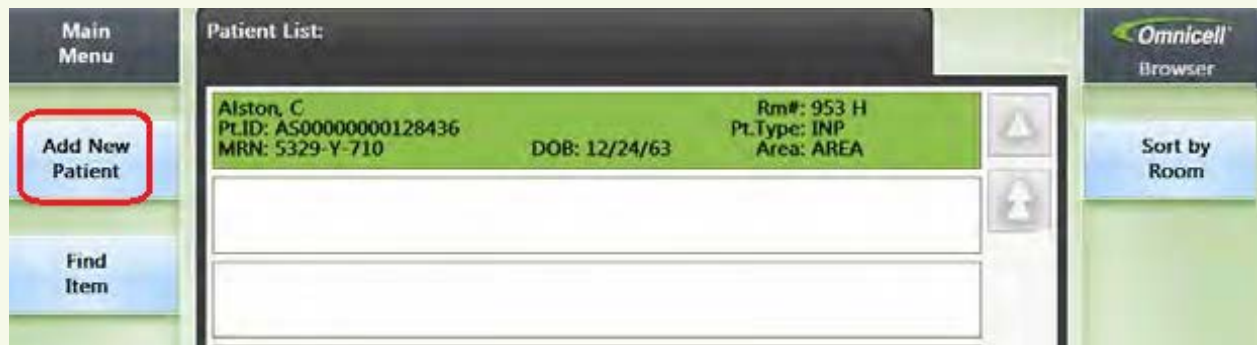 Main
Menu
Patient List:
Omnicell
Browser
Alston, C
Rm#: 953 H
Pt.ID: AS00000000128436
Pt.Type: INP
MRN: 5329-Y-710
DOB: 12/24/63
Area: AREA
Add New
Patient
Sort by
Room
Find
Item